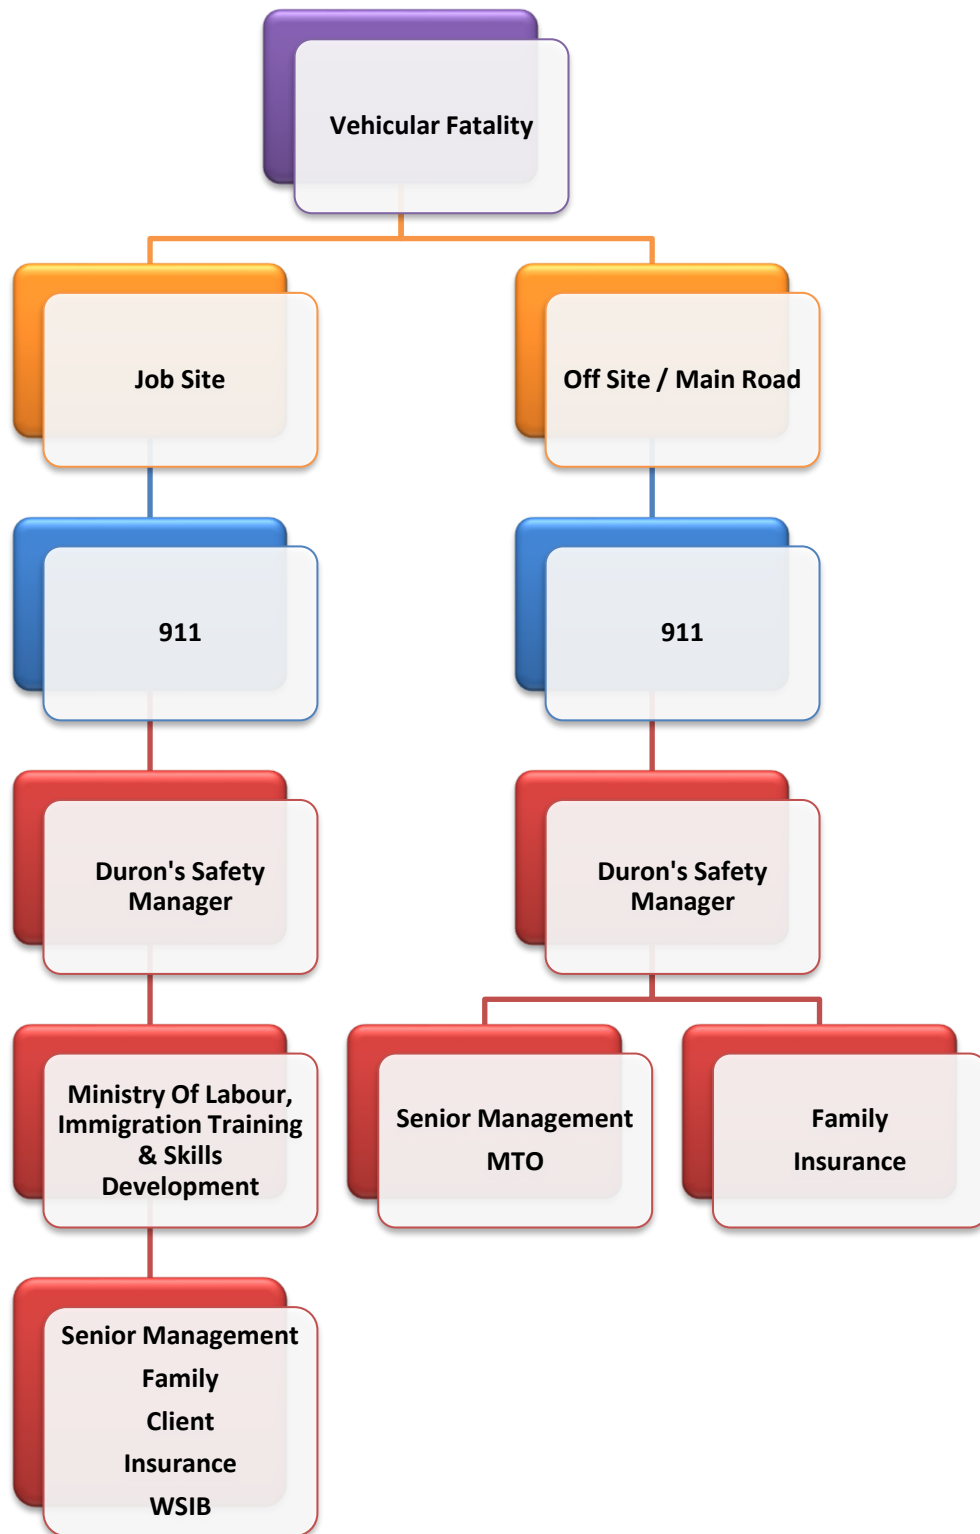 Vehicular Fatality
Job Site
Off Site / Main Road
911
911
Duron's Safety
Manager
Duron's Safety
Manager
Ministry Of Labour,
Immigration Training
& Skills
Development
Senior Management
MTO
Family
Insurance
Senior Management
Family
Client
Insurance
WSIB